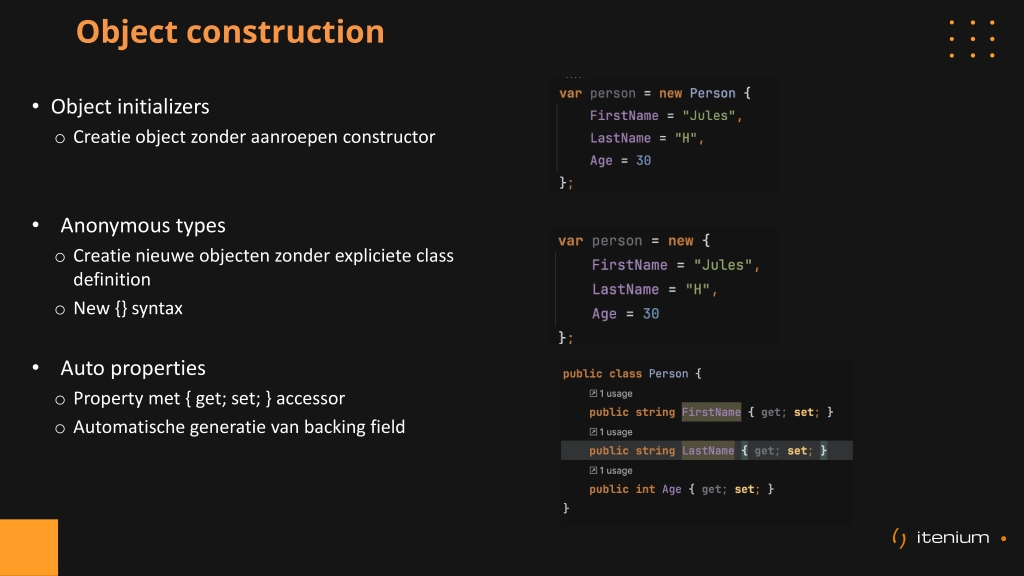 Object construction
• Object initializers
o Creatie object zonder aanroepen constructor
• Anonymous types
o Creatie nieuwe objecten zonder expliciete class
definition
o New {} syntax
• Auto properties
o Property met { get; set; } accessor
o Automatische generatie van backing field
var person = new Person {
FirstName = "Jules",
LastName = "H",
Age = 30
};
var person = new {
FirstName = "Jules",
LastName = "H",
Age = 30
};
public class Person {
1 usage
public string FirstName { get; set; }
1 usage
public string LastName { get; set; }
1 usage
public int Age { get; set; }
}
itenium